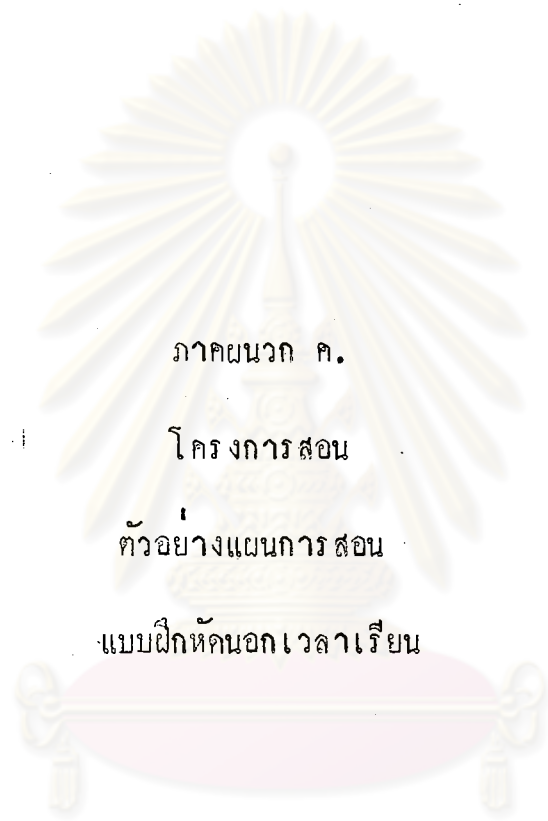 ภาคผนวก ค.
โครงการสอน
ตัวอย่างแผนการสอน
แบบฝึกหัดนอกเวลาเรียน